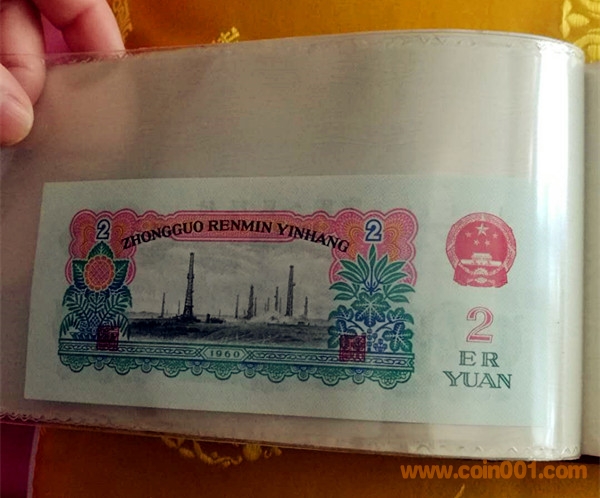 2 ZHONGGUO RENMIN YINHANG 2
1960
2
ER
YUAN
www.coin001.com